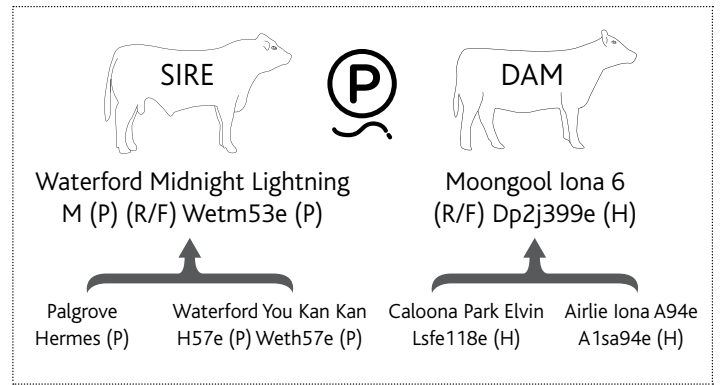 SIRE
P
DAM
Waterford Midnight Lightning
M (P) (R/F) Wetm53e (P)
Moongool Iona 6
(R/F) Dp2j399e (H)
Palgrove
Hermes (P)
Waterford You Kan Kan
H57e (P) Weth57e (P)
Caloona Park Elvin
Lsfe118e (H)
Airlie Iona A94e
A1sa94e (H)